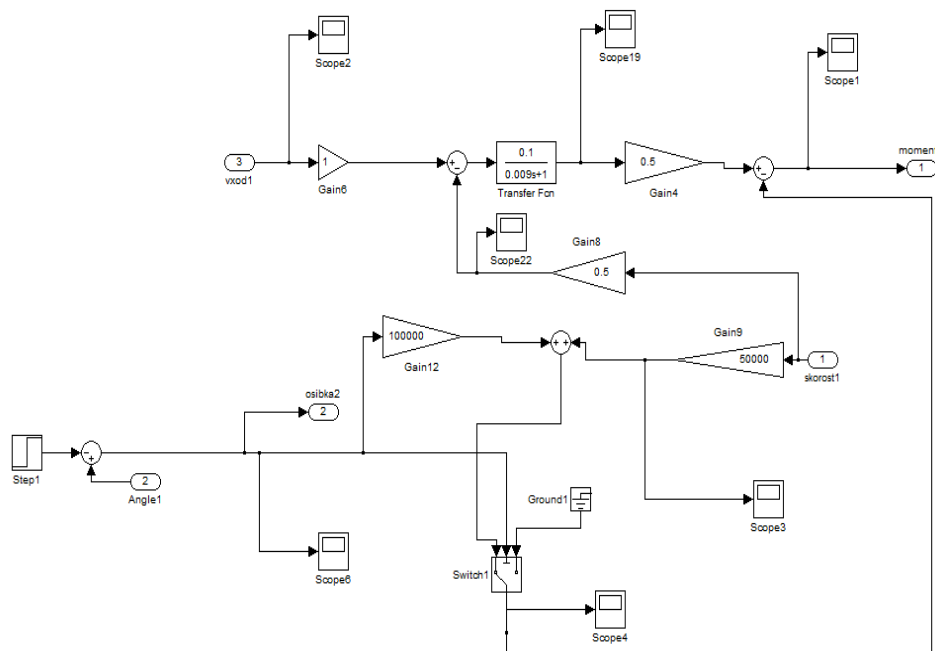 Scope2
Scope19
Scope1
3
vxod1
1
Gain6
+
−
0.1
0.009s+1
Transfer Fcn
0.5
Gain4
+
−
moment
1
Scope22
Gain8
0.5
100000
Gain12
+ +
Gain9
50000
1
skorost1
osibka2
2
Step1
−
+
2
Angle1
Scope6
Ground1
Scope3
Switch1
Scope4